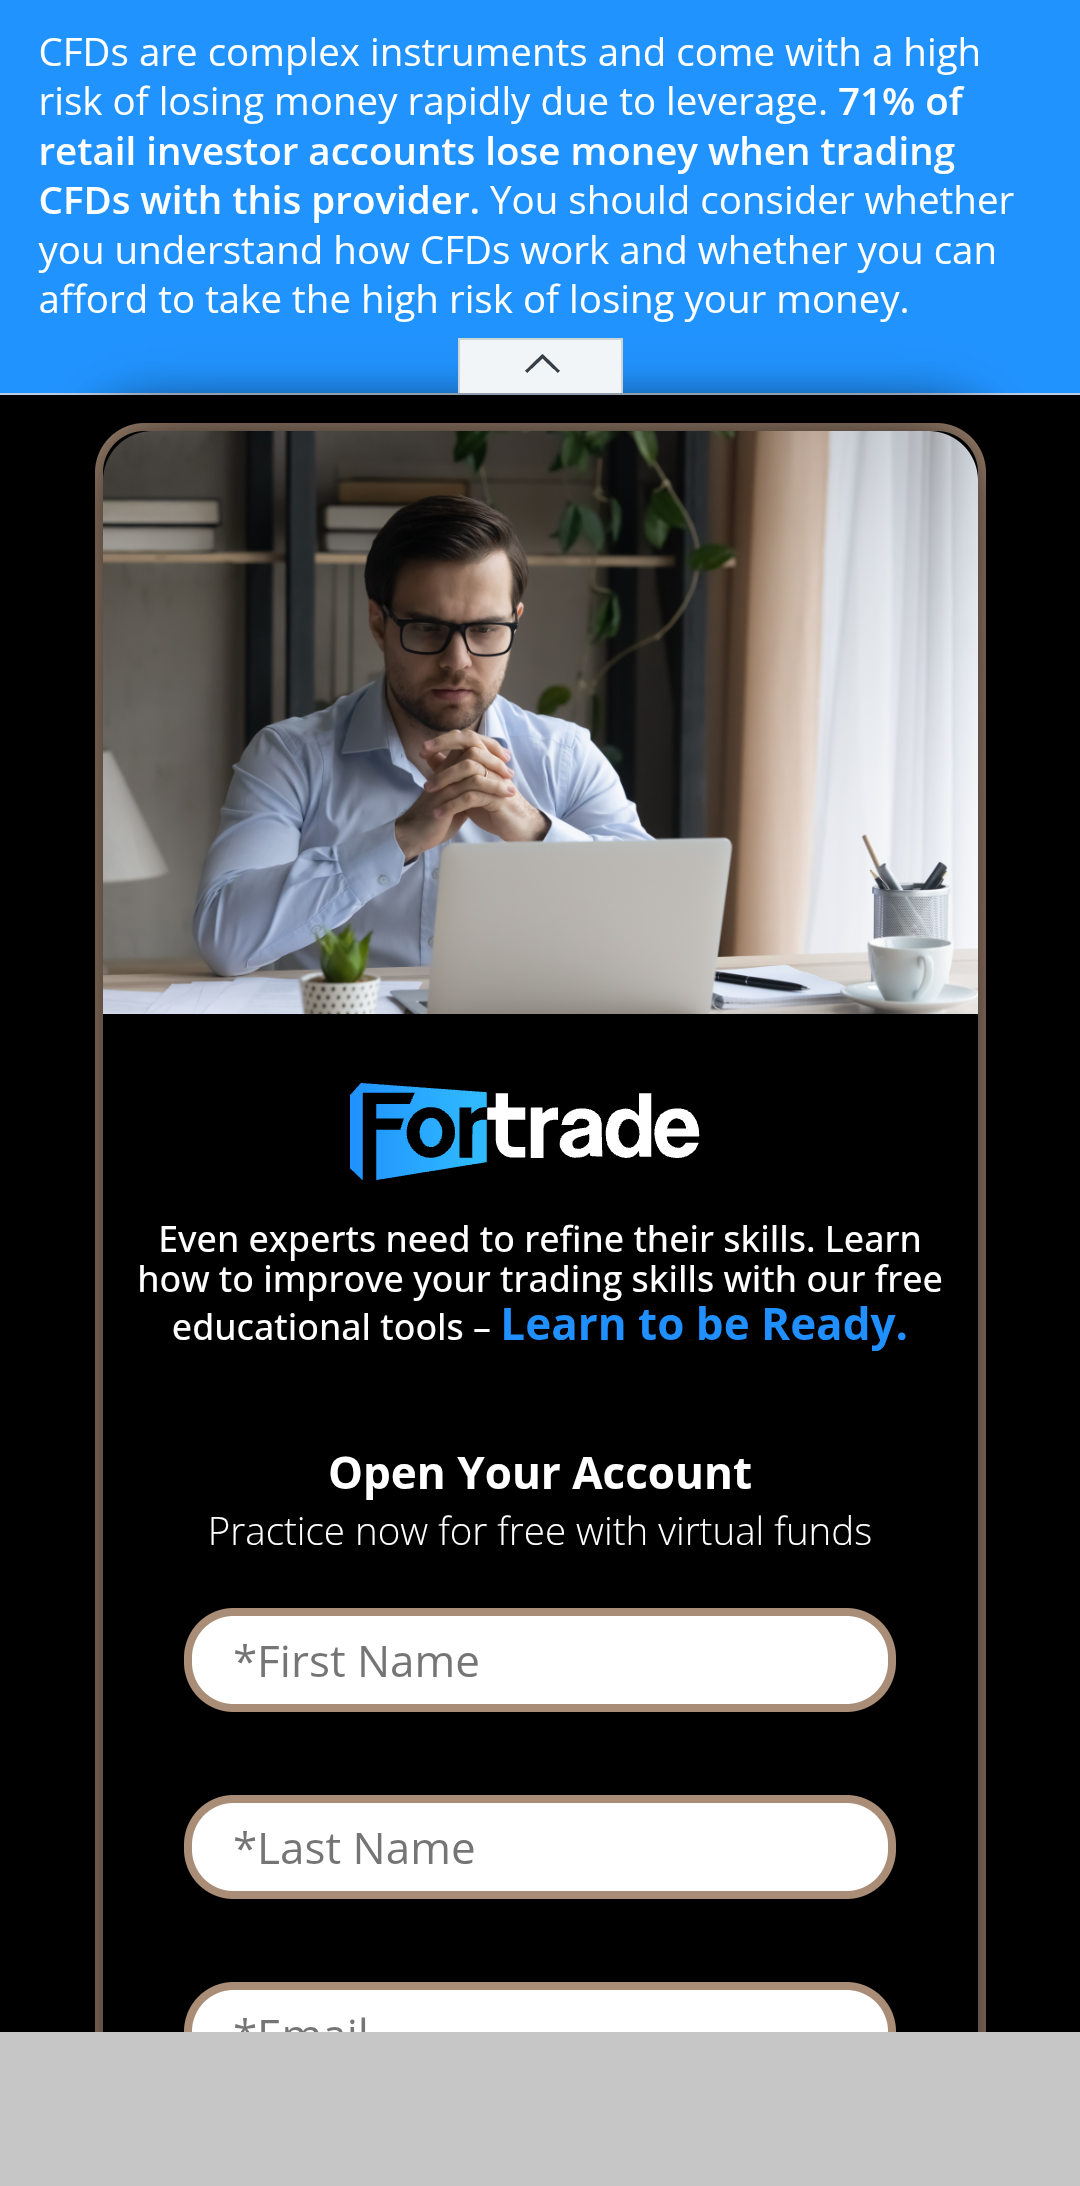 CFDs are complex instruments and come with a high
risk of losing money rapidly due to leverage. 71% of
retail investor accounts lose money when trading
CFDs with this provider. You should consider whether
you understand how CFDs work and whether you can
afford to take the high risk of losing your money.
Fortrade
Even experts need to refine their skills. Learn
how to improve your trading skills with our free
educational tools – Learn to be Ready.
Open Your Account
Practice now for free with virtual funds
*First Name
*Last Name
*Email